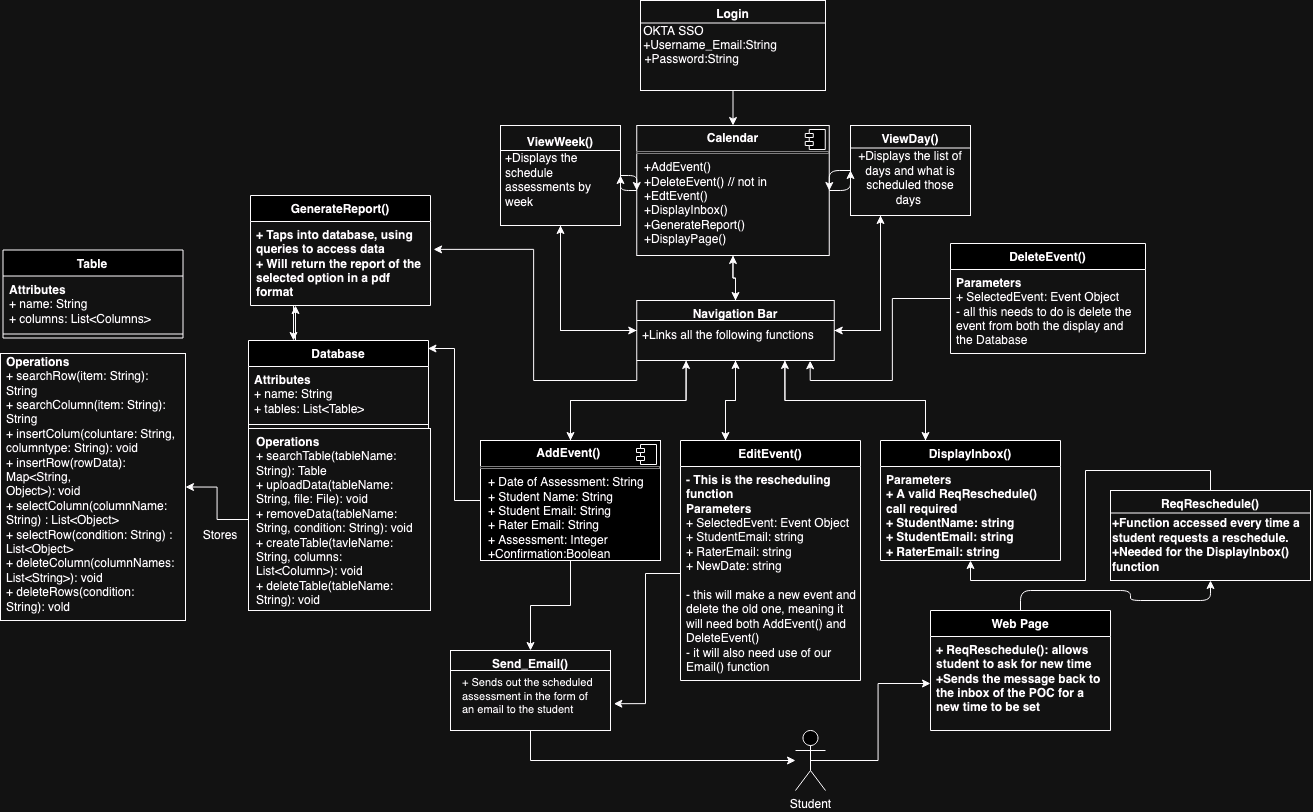 Login
OKTA SSO
+Username_Email:String
+Password:String
ViewWeek()
+Displays the
schedule
assessments by
week
Calendar
+AddEvent()
+DeleteEvent() // not in
+EdtEvent()
+DisplayInbox()
+GenerateReport()
+DisplayPage()
ViewDay()
+Displays the list of
days and what is
scheduled those
days
GenerateReport()
+ Taps into database, using
queries to access data
+ Will return the report of the
selected option in a pdf
format
Table
Attributes
+ name: String
+ columns: List<Columns>
Operations
+ searchRow(item: String):
String
+ searchColumn(item: String):
String
+ insertColum(coluntare: String,
columntype: String): void
+ insertRow(rowData):
Map<String,
Object>): void
+ selectColumn(columnName:
String) : List<Object>
+ selectRow(condition: String) :
List<Object>
+ deleteColumn(columnNames:
List<String>): void
+ deleteRows(condition:
String): void
Stores
Database
Attributes
+ name: String
+ tables: List<Table>
Operations
+ searchTable(tableName:
String): Table
+ uploadData(tableName:
String, file: File): void
+ removeData(tableName:
String, condition: String): void
+ createTable(tavleName:
String, columns:
List<Column>): void
+ deleteTable(tableName:
String): void
Navigation Bar
+Links all the following functions
DeleteEvent()
Parameters
+ SelectedEvent: Event Object
- all this needs to do is delete the
event from both the display and
the Database
AddEvent()
+ Date of Assessment: String
+ Student Name: String
+ Student Email: String
+ Rater Email: String
+ Assessment: Integer
+Confirmation:Boolean
EditEvent()
- This is the rescheduling
function
Parameters
+ SelectedEvent: Event Object
+ StudentEmail: string
+ RaterEmail: string
+ NewDate: string
- this will make a new event and
delete the old one, meaning it
will need both AddEvent() and
DeleteEvent()
- it will also need use of our
Email() function
DisplayInbox()
Parameters
+ A valid ReqReschedule()
call required
+ StudentName: string
+ StudentEmail: string
+ RaterEmail: string
ReqReschedule()
+Function accessed every time a
student requests a reschedule.
+Needed for the DisplayInbox()
function
Send_Email()
+ Sends out the scheduled
assessment in the form of
an email to the student
Web Page
+ ReqReschedule(): allows
student to ask for new time
+Sends the message back to
the inbox of the POC for a
new time to be set
Student